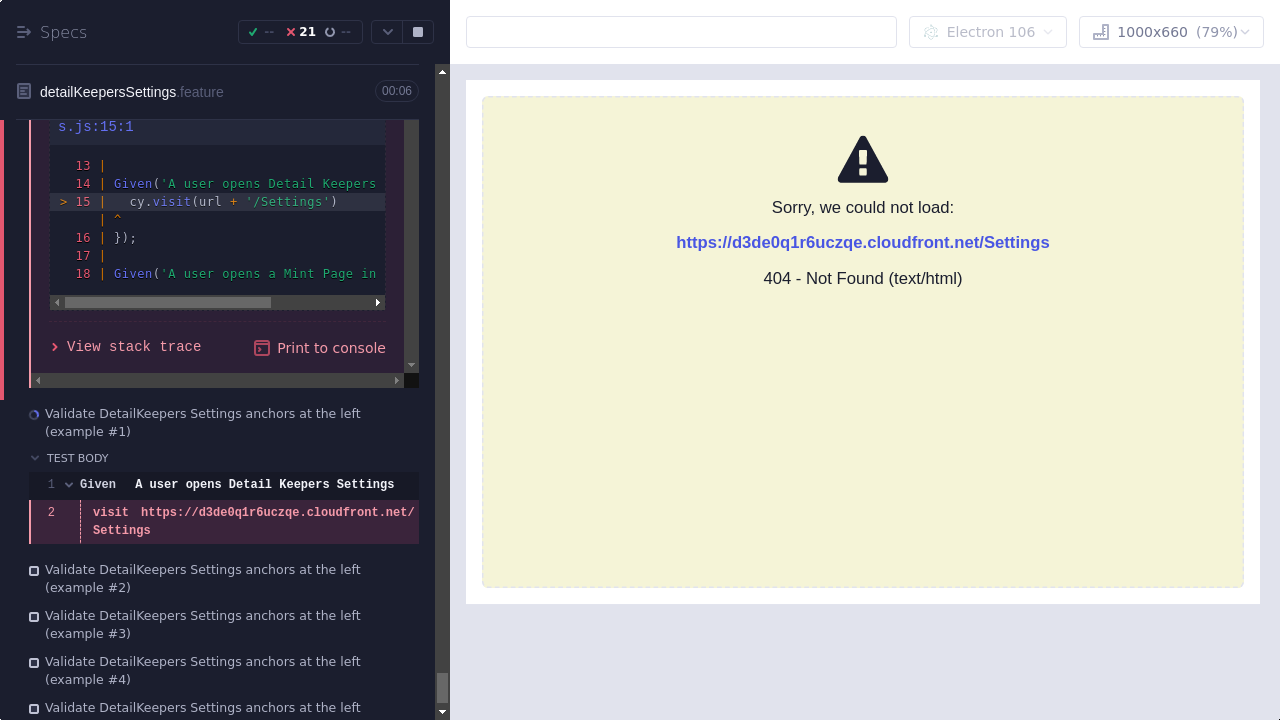 Specs
-- 21 --
Electron 106
1000x660 (79%)
detailKeepersSettings.feature
00:06
s.js:15:1
13 |
14 | Given('A user opens Detail Keepers
> 15 |   cy.visit(url + '/Settings')
| ^
16 | });
17 |
18 | Given('A user opens a Mint Page in
View stack trace
Print to console
Validate DetailKeepers Settings anchors at the left
(example #1)
TEST BODY
1 Given A user opens Detail Keepers Settings
2 visit https://d3de0q1r6uczqe.cloudfront.net/
Settings
Validate DetailKeepers Settings anchors at the left
(example #2)
Validate DetailKeepers Settings anchors at the left
(example #3)
Validate DetailKeepers Settings anchors at the left
(example #4)
Validate DetailKeepers Settings anchors at the left
Sorry, we could not load:
https://d3de0q1r6uczqe.cloudfront.net/Settings
404 - Not Found (text/html)